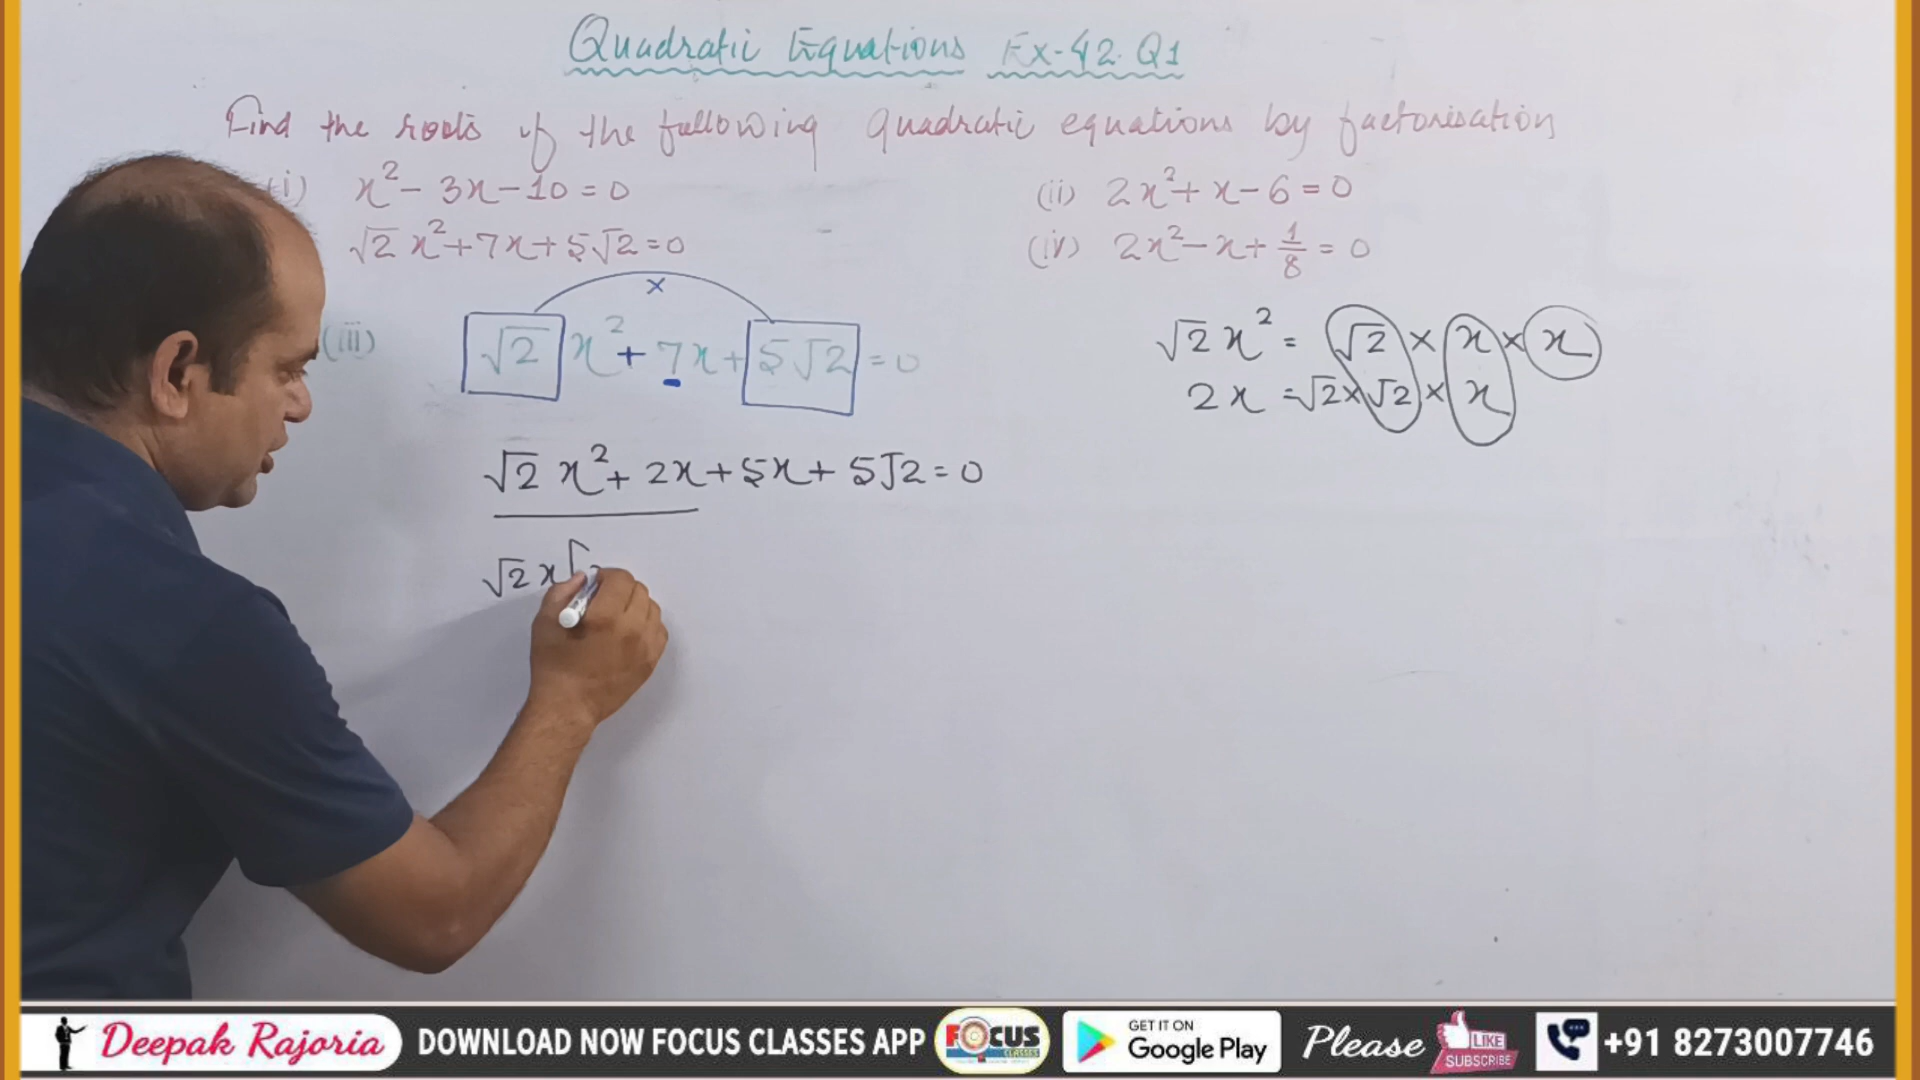 Quadratic Equations Ex-4.2. Q1
Find the roots of the following quadratic equations by factorisation
(i) x²- 3x-10=0
(ii) 2x²+x-6=0
√2 x²+7x+5√2=0
(iv) 2x²-x+1/8=0
×
(iii) √2 x²+7x+5√2=0
√2x² = √2 × x × x
2x =√2×√2 × x
√2 x²+ 2x+5x+ 5√2=0
√2x[
Deepak Rajoria
DOWNLOAD NOW FOCUS CLASSES APP
FOCUS
CLASSES
GET IT ON
Google Play
Please
LIKE
SUBSCRIBE
+91 8273007746